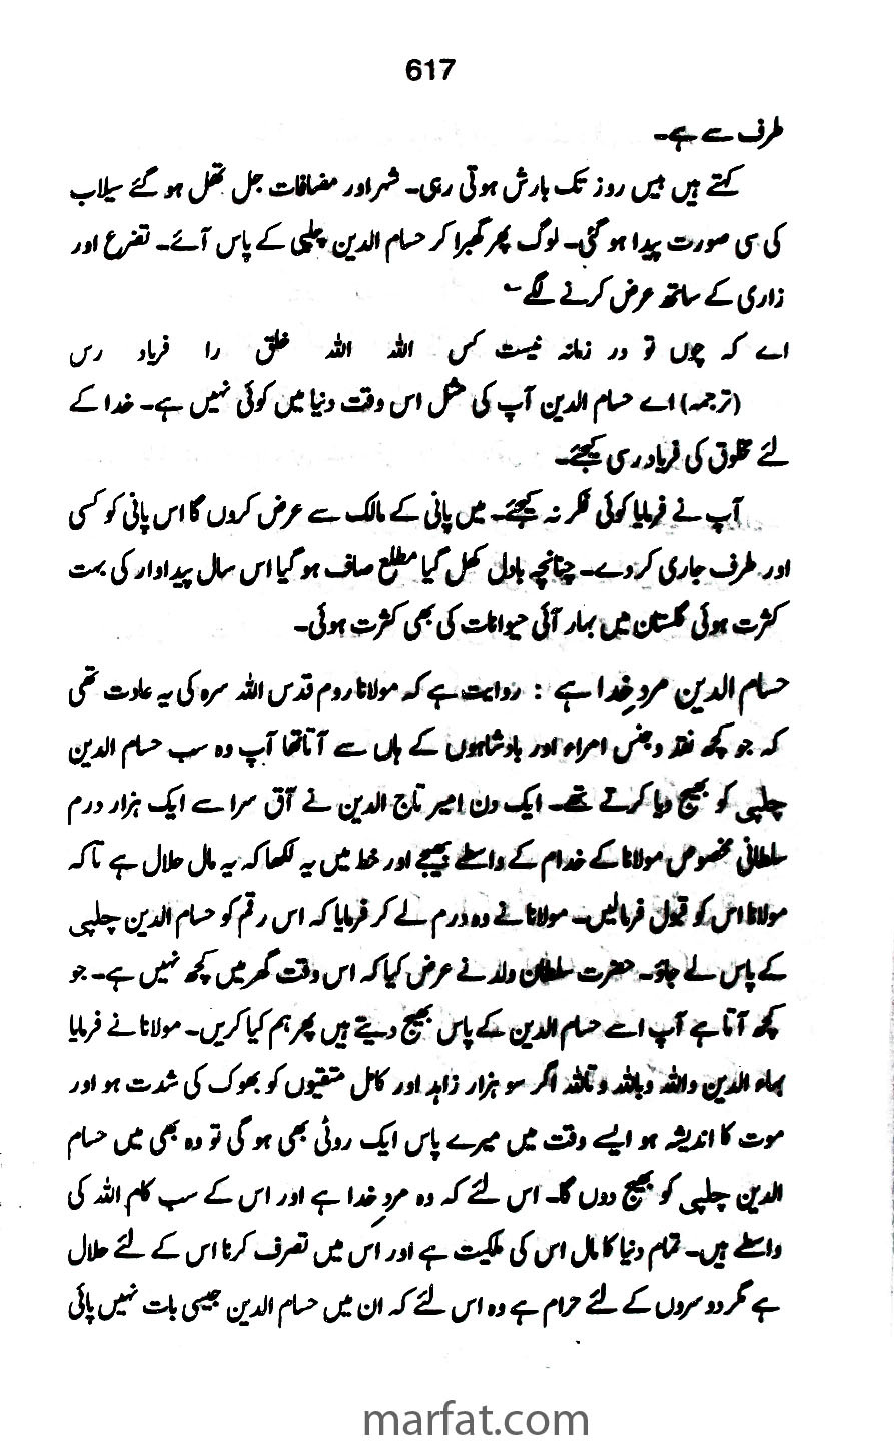 617
طرف سے ہے۔
کہتے ہیں بیس روز تک بارش ہوتی رہی۔ شہر اور مضافات جل تھل ہو گئے سیلاب
کی سی صورت پیدا ہو گئی۔ لوگ پھر گھبرا کر حسام الدین چلپی کے پاس آئے۔ تضرع اور
زاری کے ساتھ عرض کرنے لگے ؎
اے کہ چوں تو در زمانہ نیست کس اللہ اللہ خلق را فریاد رس
(ترجمہ) اے حسام الدین آپ کی مثل اس وقت دنیا میں کوئی نہیں ہے۔ خدا کے
لئے مخلوق کی فریاد رسی کیجئے۔
آپ نے فرمایا کوئی فکر نہ کیجئے۔ میں پانی کے مالک سے عرض کروں گا اس پانی کو کسی
اور طرف جاری کر دے۔ چنانچہ بادل کھل گیا مطلع صاف ہو گیا اس سال پیداوار کی بہت
کثرت ہوئی گلستان میں بہار آئی حیوانات کی بھی کثرت ہوئی۔
حسام الدین مردِ خدا ہے : روایت ہے کہ مولانا روم قدس اللہ سرہ کی یہ عادت تھی
کہ جو کچھ نقد و جنس امراء اور بادشاہوں کے ہاں سے آتا تھا آپ وہ سب حسام الدین
چلپی کو بھیج دیا کرتے تھے۔ ایک دن امیر تاج الدین نے آق سرا سے ایک ہزار درم
سلطانی مخصوص مولانا کے خدام کے واسطے بھیجے اور خط میں یہ لکھا کہ یہ مال حلال ہے تاکہ
مولانا اس کو قبول فرمالیں۔ مولانا نے وہ درم لے کر فرمایا کہ اس رقم کو حسام الدین چلپی
کے پاس لے جاؤ۔ حضرت سلطان ولد نے عرض کیا کہ اس وقت گھر میں کچھ نہیں ہے۔ جو
کچھ آتا ہے آپ اسے حسام الدین کے پاس بھیج دیتے ہیں پھر ہم کیا کریں۔ مولانا نے فرمایا
بہاء الدین واللہ وباللہ وتاللہ اگر سو ہزار زاہد اور کامل متقیوں کو بھوک کی شدت ہو اور
موت کا اندیشہ ہو ایسے وقت میں میرے پاس ایک روٹی بھی ہو گی تو وہ بھی میں حسام
الدین چلپی کو بھیج دوں گا۔ اس لئے کہ وہ مردِ خدا ہے اور اس کے سب کام اللہ کی
واسطے ہیں۔ تمام دنیا کا مال اس کی ملکیت ہے اور اس میں تصرف کرنا اس کے لئے حلال
ہے مگر دوسروں کے لئے حرام ہے وہ اس لئے کہ ان میں حسام الدین جیسی بات نہیں پائی
marfat.com